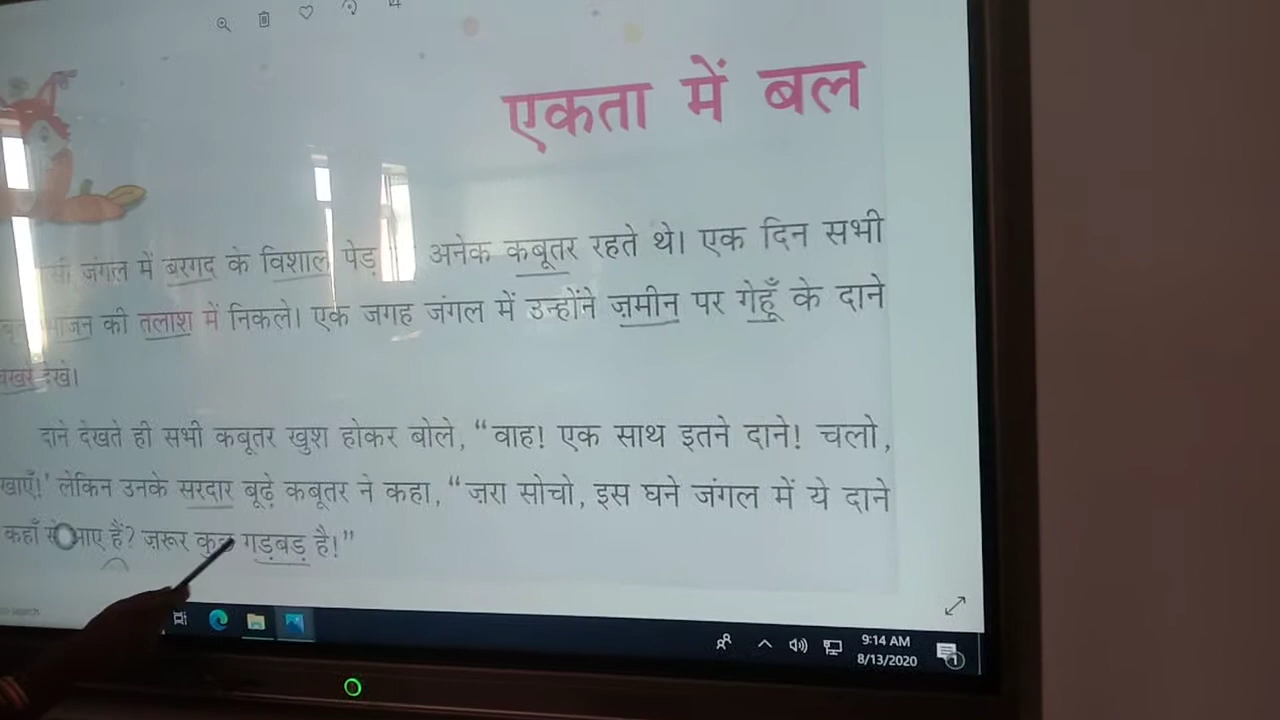 एकता में बल
जंगल में बरगद के विशाल पेड़ अनेक कबूतर रहते थे। एक दिन सभी
की तलाश में निकले। एक जगह जंगल में उन्होंने ज़मीन पर गेहूँ के दाने
देखे।
दाने देखते ही सभी कबूतर खुश होकर बोले, “वाह! एक साथ इतने दाने! चलो,
खाएँ!' लेकिन उनके सरदार बूढ़े कबूतर ने कहा, “ज़रा सोचो, इस घने जंगल में ये दाने
कहाँ से आए हैं? ज़रूर कुछ गड़बड़ है!”
9:14 AM
8/13/2020
1